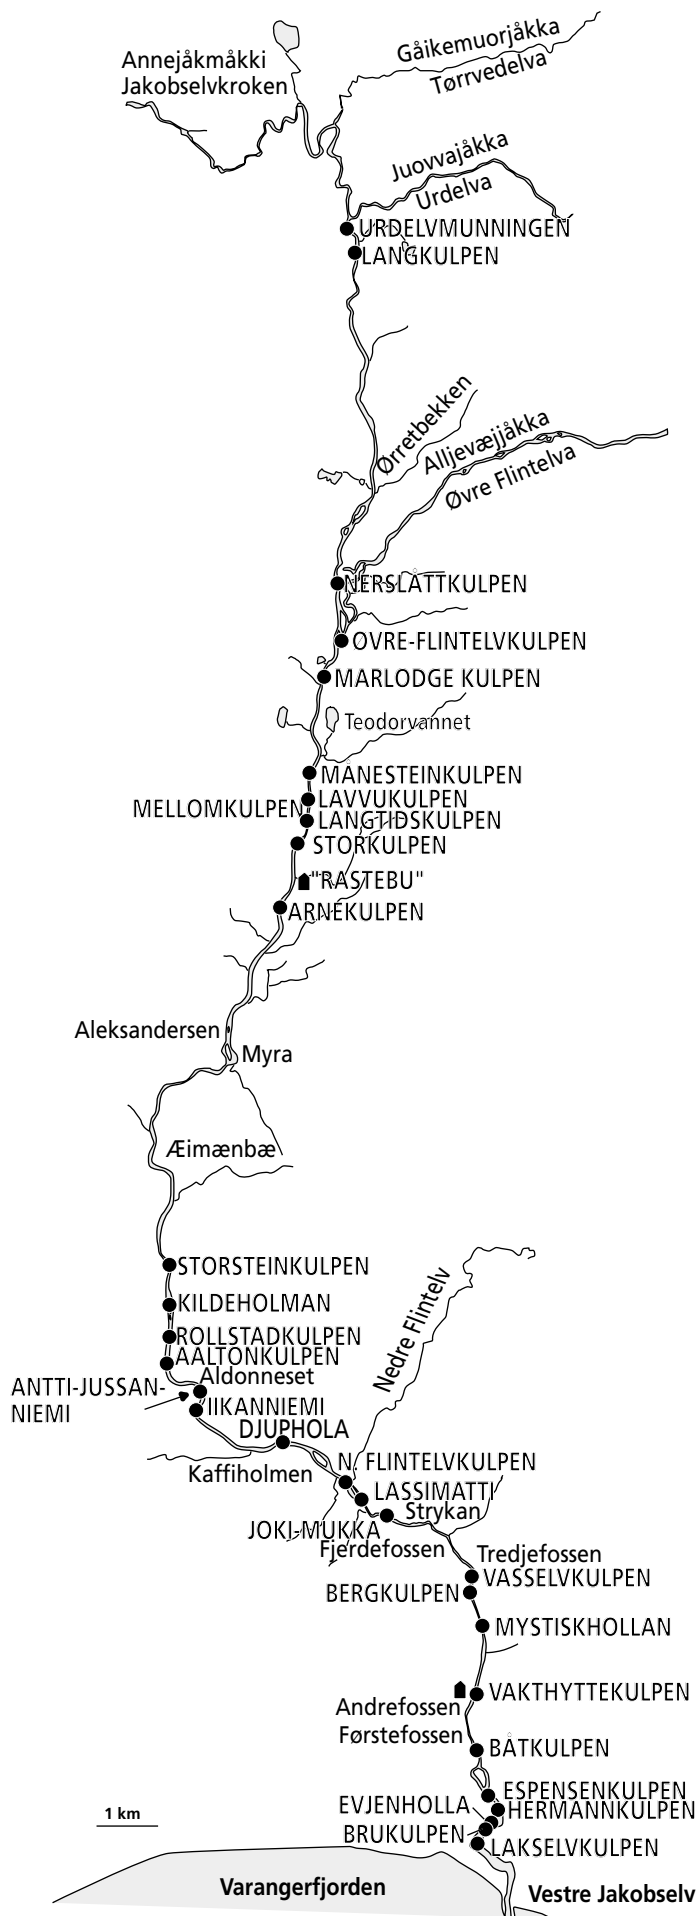 Gåikemuorjåkka
Tørrvedelva
Annejåkmåkki
Jakobselvkroken
Juovvajåkka
Urdelva
URDELVMUNNINGEN
LANGKULPEN
Ørretbekken
Alljevæjjåkka
Øvre Flintelva
NERSLÅTTKULPEN
ØVRE-FLINTELVKULPEN
MARLODGE KULPEN
Teodorvannet
MANESTEINKULPEN
LAVVUKULPEN
MELLOMKULPEN
LANGTIDSKULPEN
STORKULPEN
"RASTEBU"
ARNEKULPEN
Aleksandersen
Myra
Æimænbæ
STORSTEINKULPEN
KILDEHOLMAN
Nedre Flintelv
ROLLSTADKULPEN
AALTONKULPEN
Aldonneset
ANTTI-JUSSAN-
NIEMI
IIKANNIEMI
DJUPHOLA
N. FLINTELVKULPEN
Kaffiholmen
LASSIMATTI
Strykan
JOKI-MUKKA
Fjerdefossen
Tredjefossen
VASSELVKULPEN
BERGKULPEN
MYSTISKHOLLAN
VAKTHYTTEKULPEN
Andrefossen
Førstefossen
BÅTKULPEN
ESPENSENKULPEN
EVJENHOLLA
HERMANNKULPEN
1 km
BRUKULPEN
LAKSELVKULPEN
Varangerfjorden
Vestre Jakobselv